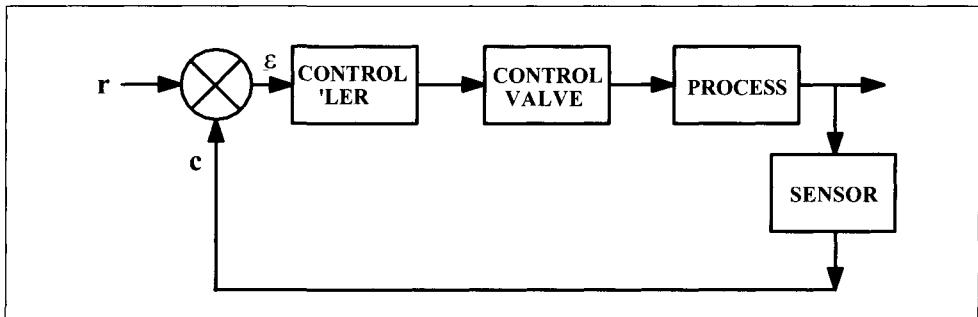 r
ε
CONTROL
'LER
CONTROL
VALVE
PROCESS
c
SENSOR